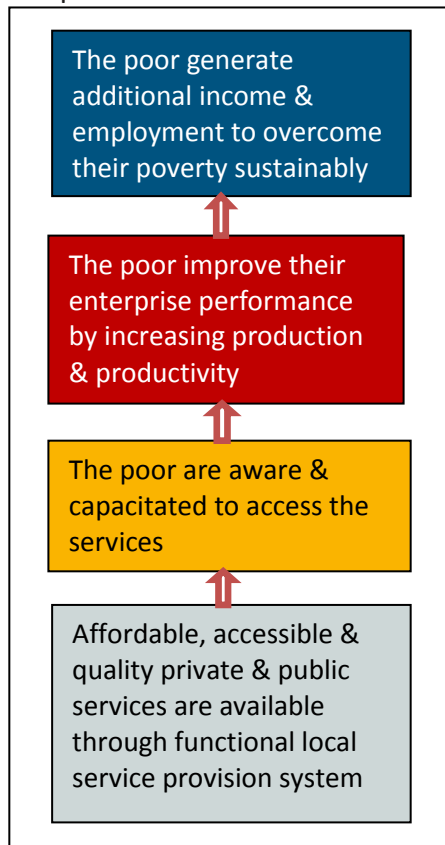 The poor generate
additional income &
employment to overcome
their poverty sustainably
The poor improve their
enterprise performance
by increasing production
& productivity
The poor are aware &
capacitated to access the
services
Affordable, accessible &
quality private & public
services are available
through functional local
service provision system